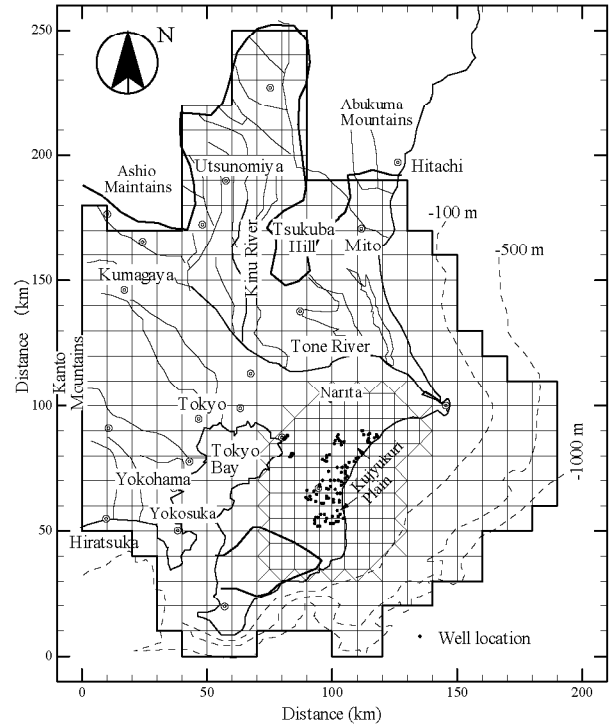 250
N
Abukuma
Mountains
200
Hitachi
Ashio
Maintains
Utsunomiya
-100 m
Tsukuba
Hill
Mito
-500 m
150
Kumagaya
Kinu River
Distance (km)
Tone River
Kanto
Mountains
Narita
100
Tokyo
Tokyo
Bay
-1000 m
Yokohama
Kujyukuri
Plain
Yokosuka
50
Hiratsuka
Well location
0
0 50 100 150 200
Distance (km)